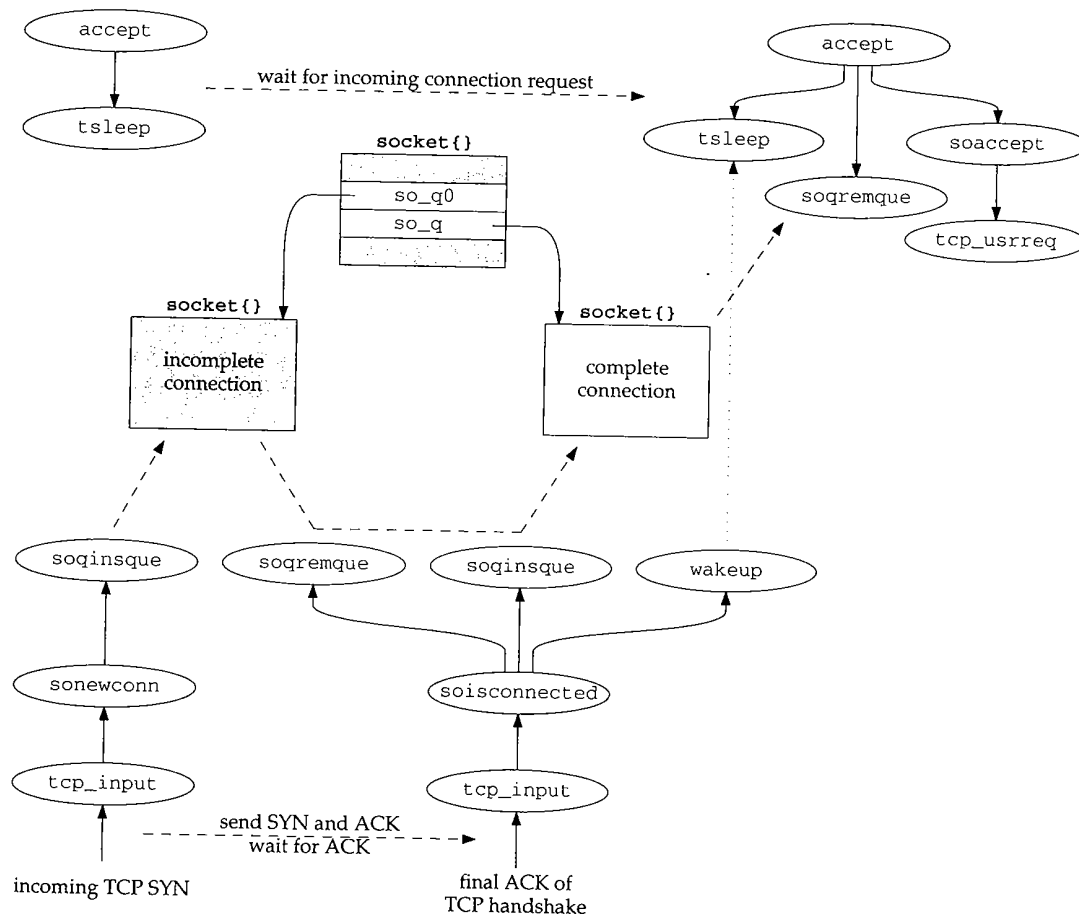 accept
accept
wait for incoming connection request
tsleep
tsleep
soaccept
socket{}
so_q0
so_q
soqremque
tcp_usrreq
socket{}
socket{}
incomplete
connection
complete
connection
soqinsque
soqremque
soqinsque
wakeup
sonewconn
soisconnected
tcp_input
tcp_input
send SYN and ACK
wait for ACK
incoming TCP SYN
final ACK of
TCP handshake